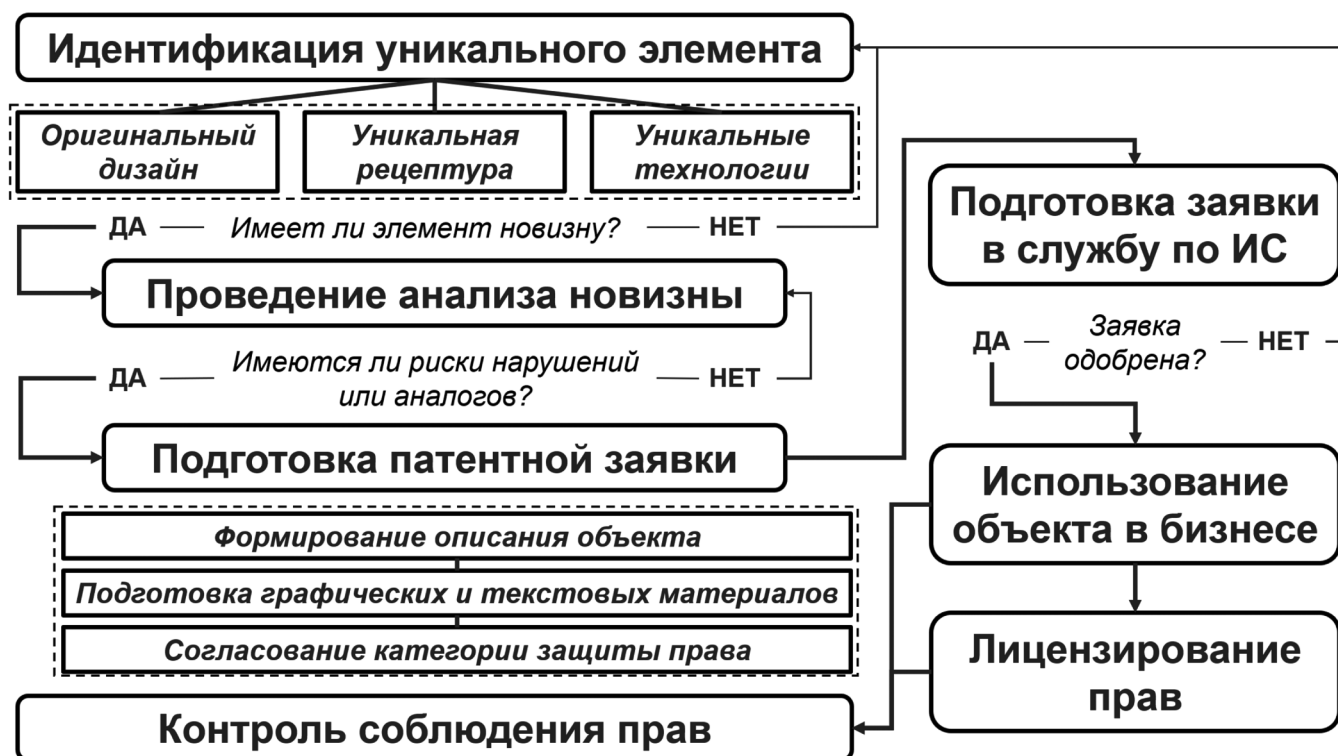 Идентификация уникального элемента
Оригинальный
дизайн
Уникальная
рецептура
Уникальные
технологии
ДА
Имеет ли элемент новизну?
НЕТ
Проведение анализа новизны
ДА
Имеются ли риски нарушений
или аналогов?
НЕТ
Подготовка патентной заявки
Формирование описания объекта
Подготовка графических и текстовых материалов
Согласование категории защиты права
Контроль соблюдения прав
Подготовка заявки
в службу по ИС
ДА
Заявка
одобрена?
НЕТ
Использование
объекта в бизнесе
Лицензирование
прав